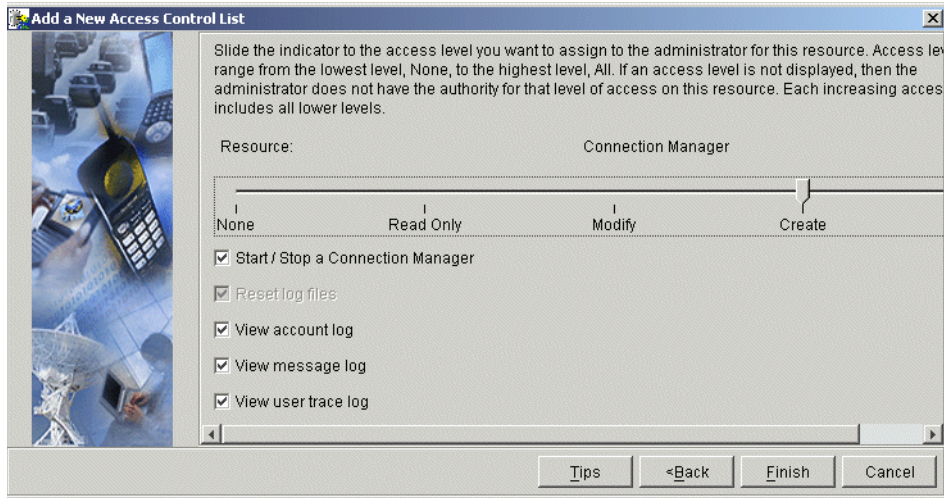 Add a New Access Control List
Slide the indicator to the access level you want to assign to the administrator for this resource. Access
range from the lowest level, None, to the highest level, All. If an access level is not displayed, then the
administrator does not have the authority for that level of access on this resource. Each increasing
includes all lower levels.
Resource: Connection Manager
None Read Only Modify Create
Start / Stop a Connection Manager
Reset log files
View account log
View message log
View user trace log
Tips <Back Finish Cancel